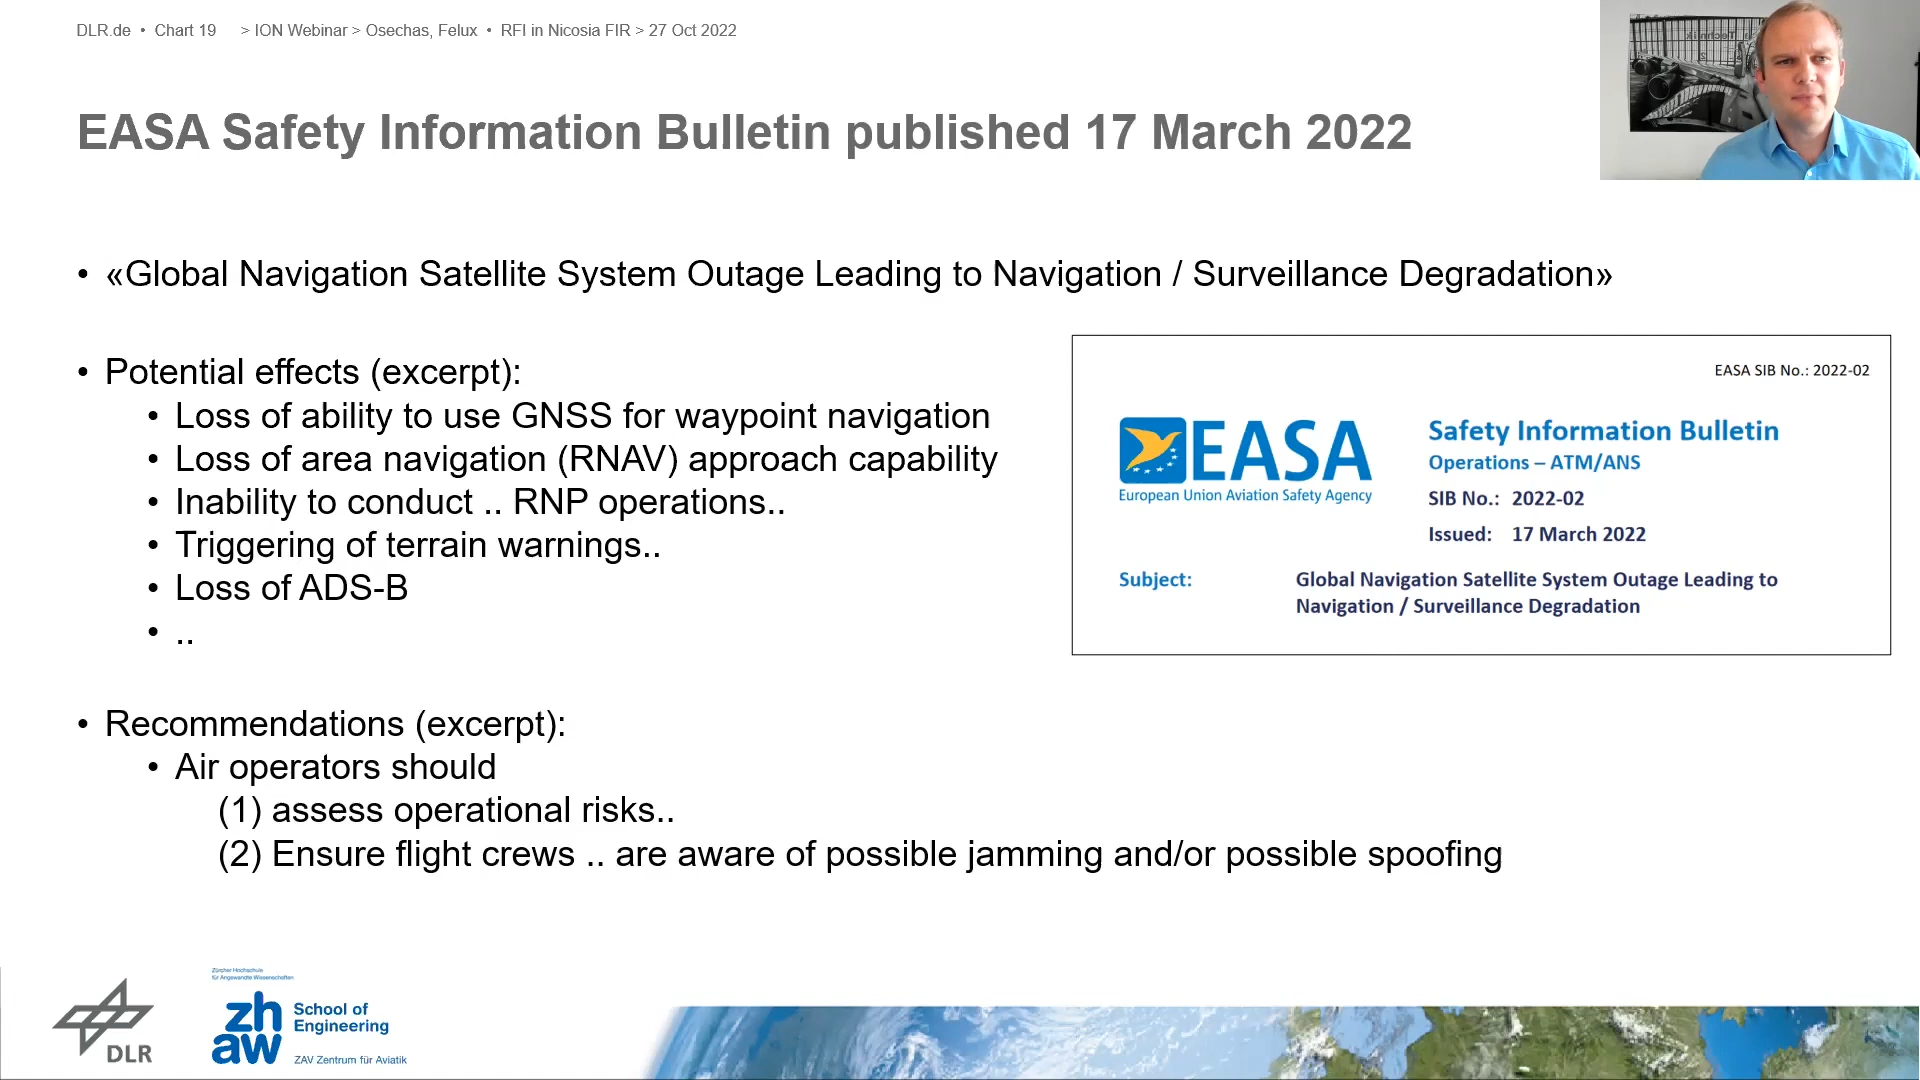 DLR.de • Chart 19 > ION Webinar > Osechas, Felux • RFI in Nicosia FIR > 27 Oct 2022
EASA Safety Information Bulletin published 17 March 2022
• «Global Navigation Satellite System Outage Leading to Navigation / Surveillance Degradation»
• Potential effects (excerpt):
• Loss of ability to use GNSS for waypoint navigation
• Loss of area navigation (RNAV) approach capability
• Inability to conduct .. RNP operations..
• Triggering of terrain warnings..
• Loss of ADS-B
• ..
EASA SIB No.: 2022-02
EASA
European Union Aviation Safety Agency
Safety Information Bulletin
Operations – ATM/ANS
SIB No.: 2022-02
Issued: 17 March 2022
Subject: Global Navigation Satellite System Outage Leading to
Navigation / Surveillance Degradation
• Recommendations (excerpt):
• Air operators should
(1) assess operational risks..
(2) Ensure flight crews .. are aware of possible jamming and/or possible spoofing
DLR
Zürcher Hochschule
für Angewandte Wissenschaften
zh
aw
School of
Engineering
ZAV Zentrum für Aviatik